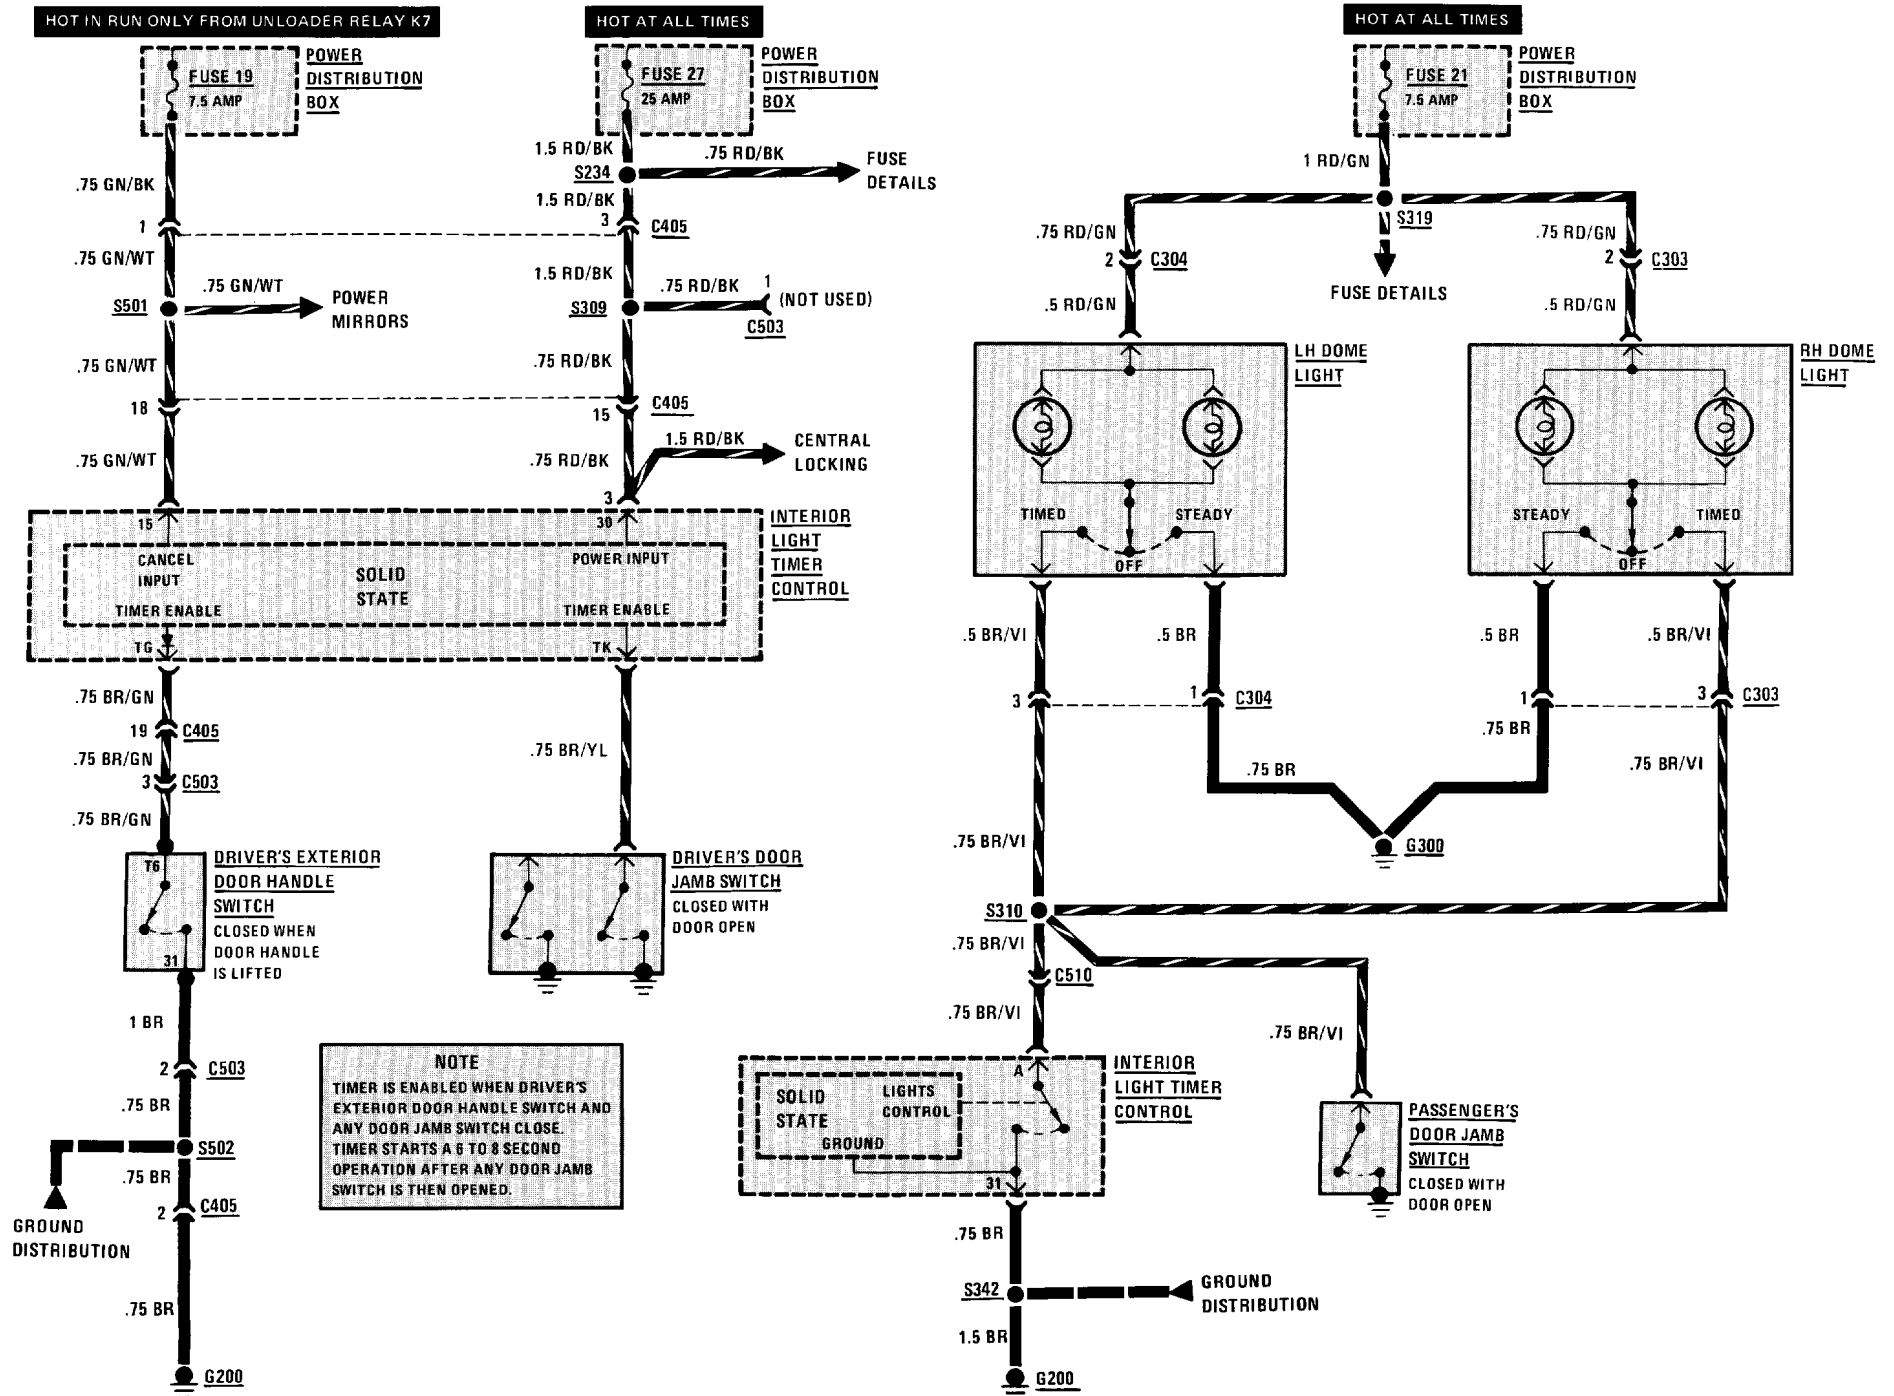 HOT IN RUN ONLY FROM UNLOADER RELAY K7
HOT AT ALL TIMES
HOT AT ALL TIMES
FUSE 19
7.5 AMP
POWER
DISTRIBUTION
BOX
FUSE 27
25 AMP
POWER
DISTRIBUTION
BOX
FUSE 21
7.5 AMP
POWER
DISTRIBUTION
BOX
.75 GN/BK
1
.75 GN/WT
S501
.75 GN/WT
POWER
MIRRORS
.75 GN/WT
18
.75 GN/WT
1.5 RD/BK
S234
.75 RD/BK
FUSE
DETAILS
1.5 RD/BK
3
C405
1.5 RD/BK
S309
.75 RD/BK
1
(NOT USED)
C503
.75 RD/BK
15
C405
.75 RD/BK
1.5 RD/BK
CENTRAL
LOCKING
3
15
30
CANCEL
INPUT
POWER INPUT
SOLID
STATE
TIMER ENABLE
TIMER ENABLE
TG
TK
INTERIOR
LIGHT
TIMER
CONTROL
.75 BR/GN
19
C405
.75 BR/GN
3
C503
.75 BR/GN
T6
31
DRIVER'S EXTERIOR
DOOR HANDLE
SWITCH
CLOSED WHEN
DOOR HANDLE
IS LIFTED
.75 BR/YL
DRIVER'S DOOR
JAMB SWITCH
CLOSED WITH
DOOR OPEN
1 BR
2
C503
.75 BR
S502
.75 BR
2
C405
GROUND
DISTRIBUTION
.75 BR
G200
NOTE
TIMER IS ENABLED WHEN DRIVER'S
EXTERIOR DOOR HANDLE SWITCH AND
ANY DOOR JAMB SWITCH CLOSE.
TIMER STARTS A 6 TO 8 SECOND
OPERATION AFTER ANY DOOR JAMB
SWITCH IS THEN OPENED.
1 RD/GN
S319
FUSE DETAILS
.75 RD/GN
2
C304
.5 RD/GN
.75 RD/GN
2
C303
.5 RD/GN
LH DOME
LIGHT
TIMED
STEADY
OFF
RH DOME
LIGHT
STEADY
TIMED
OFF
.5 BR/VI
.5 BR
.5 BR
.5 BR/VI
3
1
C304
1
3
C303
.75 BR
.75 BR
.75 BR/VI
G300
.75 BR/VI
S310
.75 BR/VI
C510
.75 BR/VI
.75 BR/VI
A
SOLID
STATE
LIGHTS
CONTROL
GROUND
31
INTERIOR
LIGHT TIMER
CONTROL
PASSENGER'S
DOOR JAMB
SWITCH
CLOSED WITH
DOOR OPEN
.75 BR
S342
GROUND
DISTRIBUTION
1.5 BR
G200